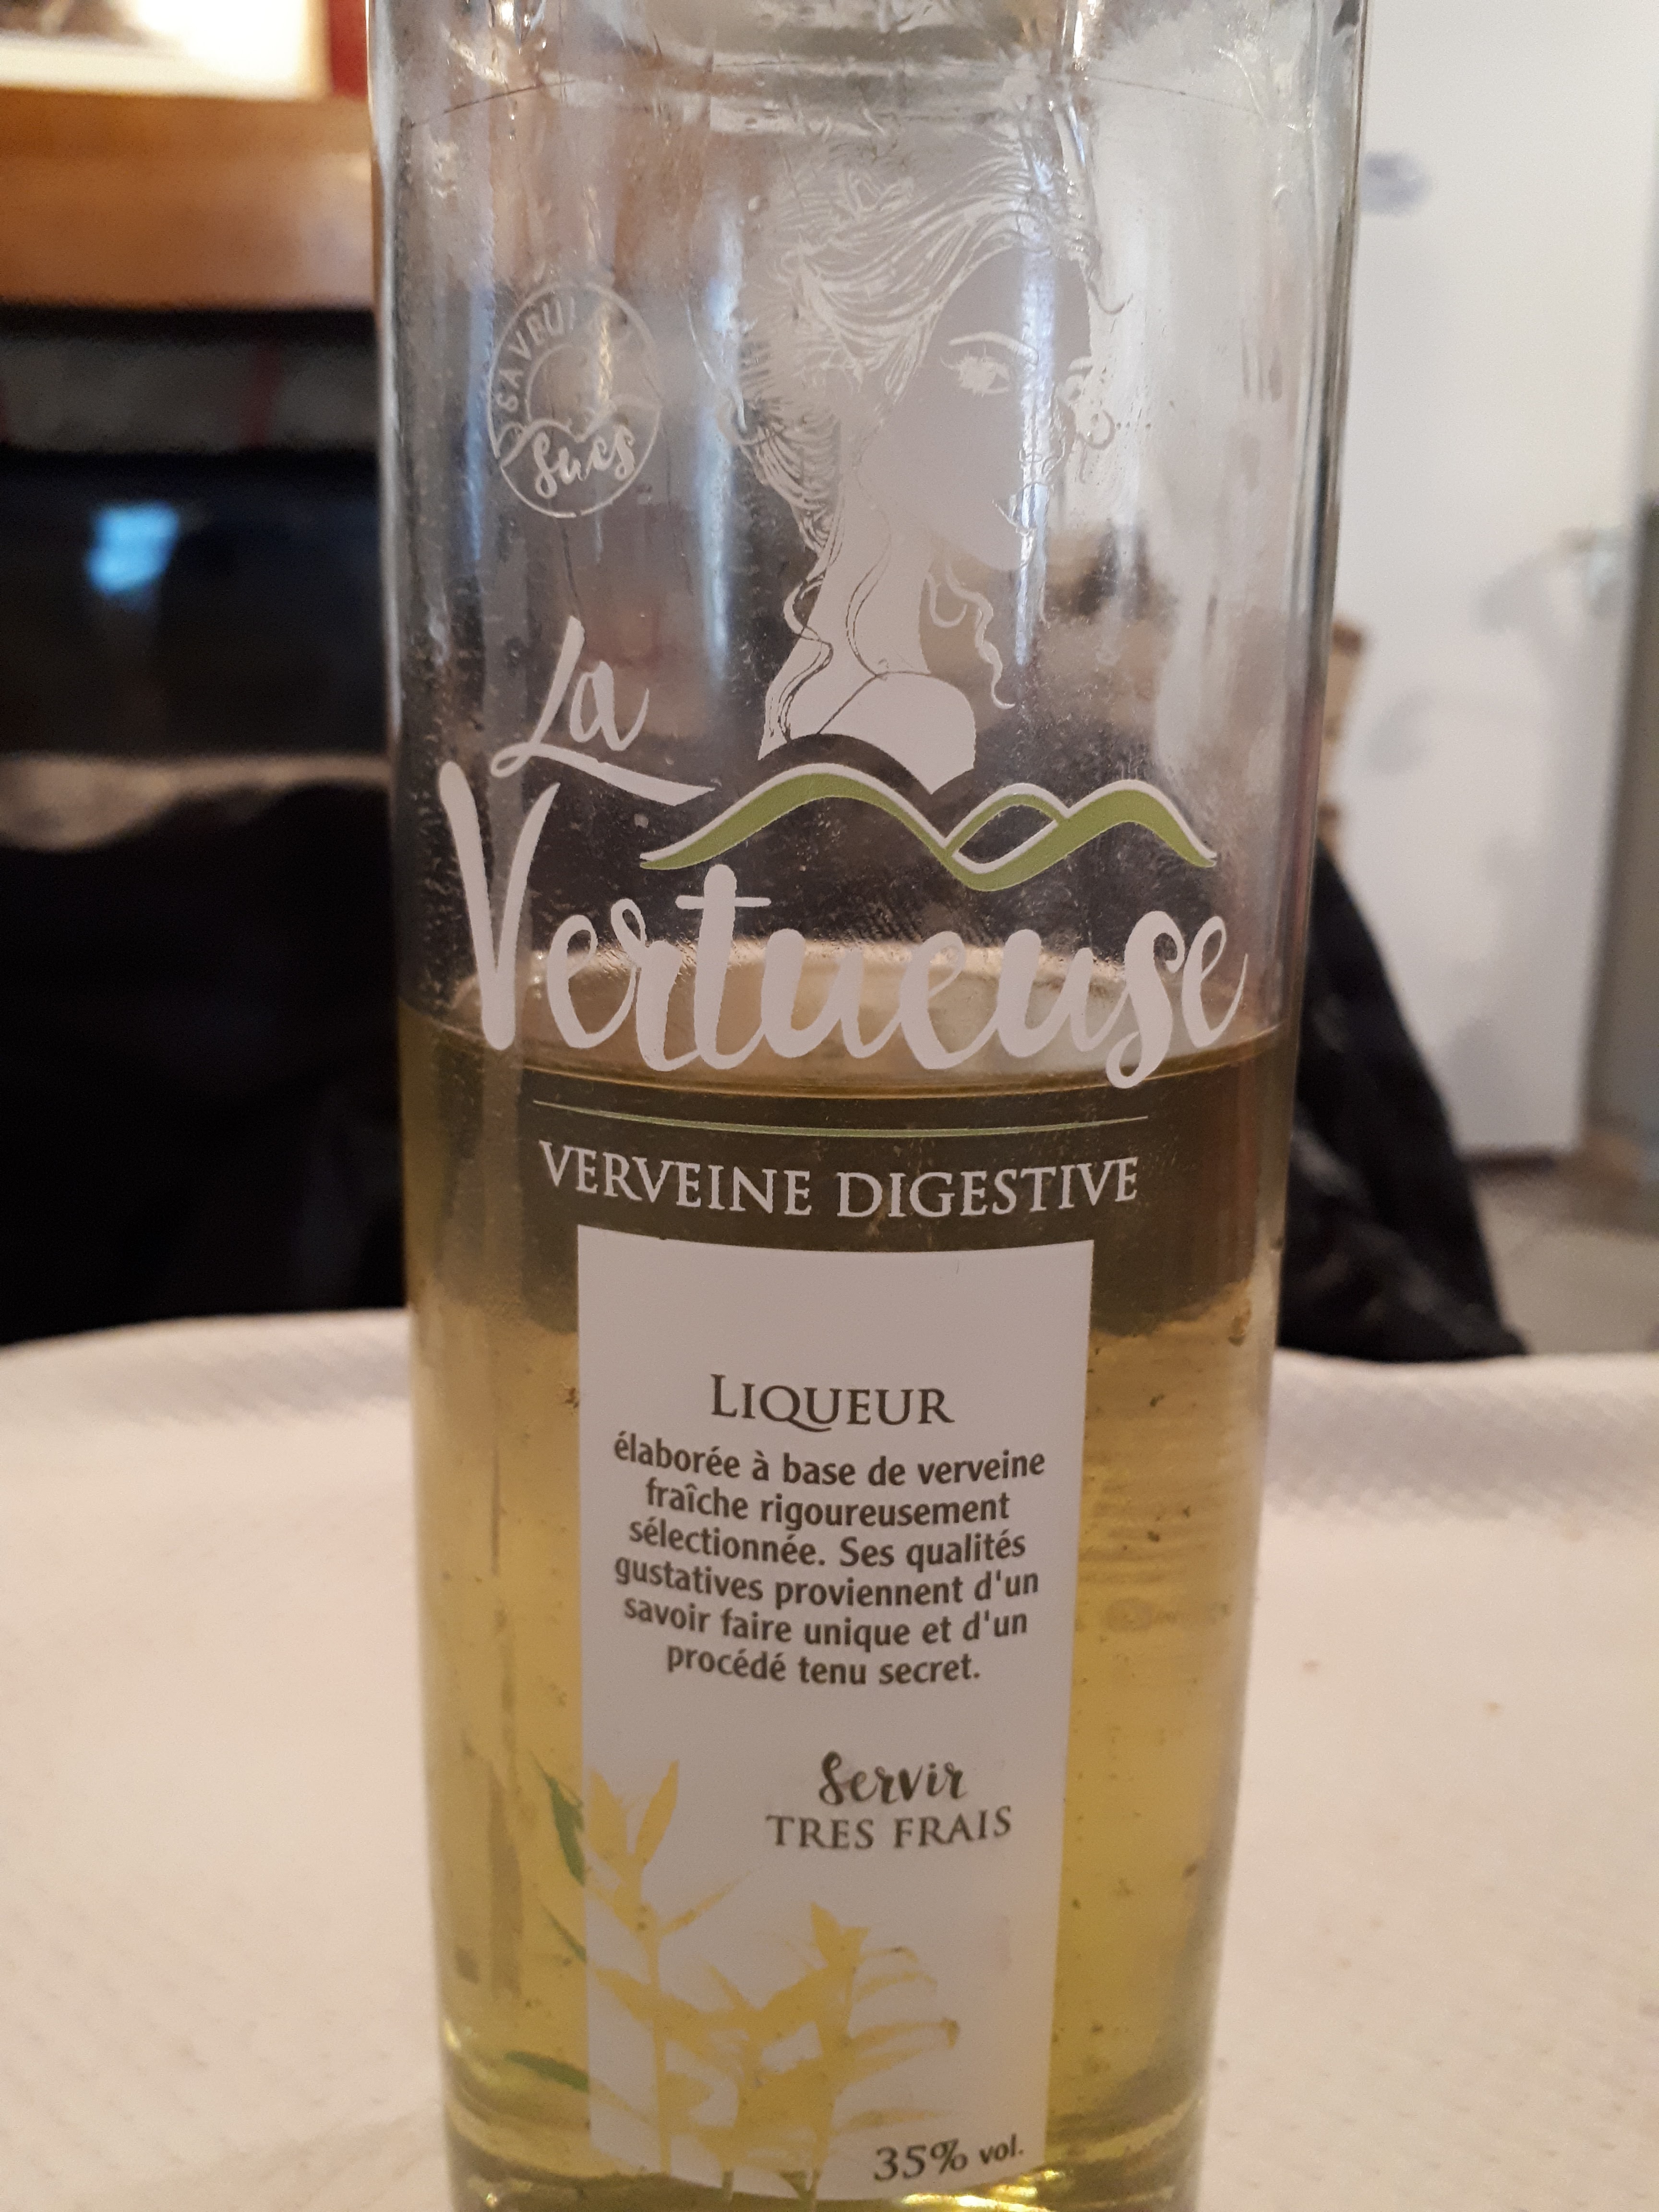 SAVEURS
Sucs
La
Vertueuse
VERVEINE DIGESTIVE
LIQUEUR
élaborée à base de verveine
fraîche rigoureusement
sélectionnée. Ses qualités
gustatives proviennent d'un
savoir faire unique et d'un
procédé tenu secret.
Servir
TRES FRAIS
35% vol.